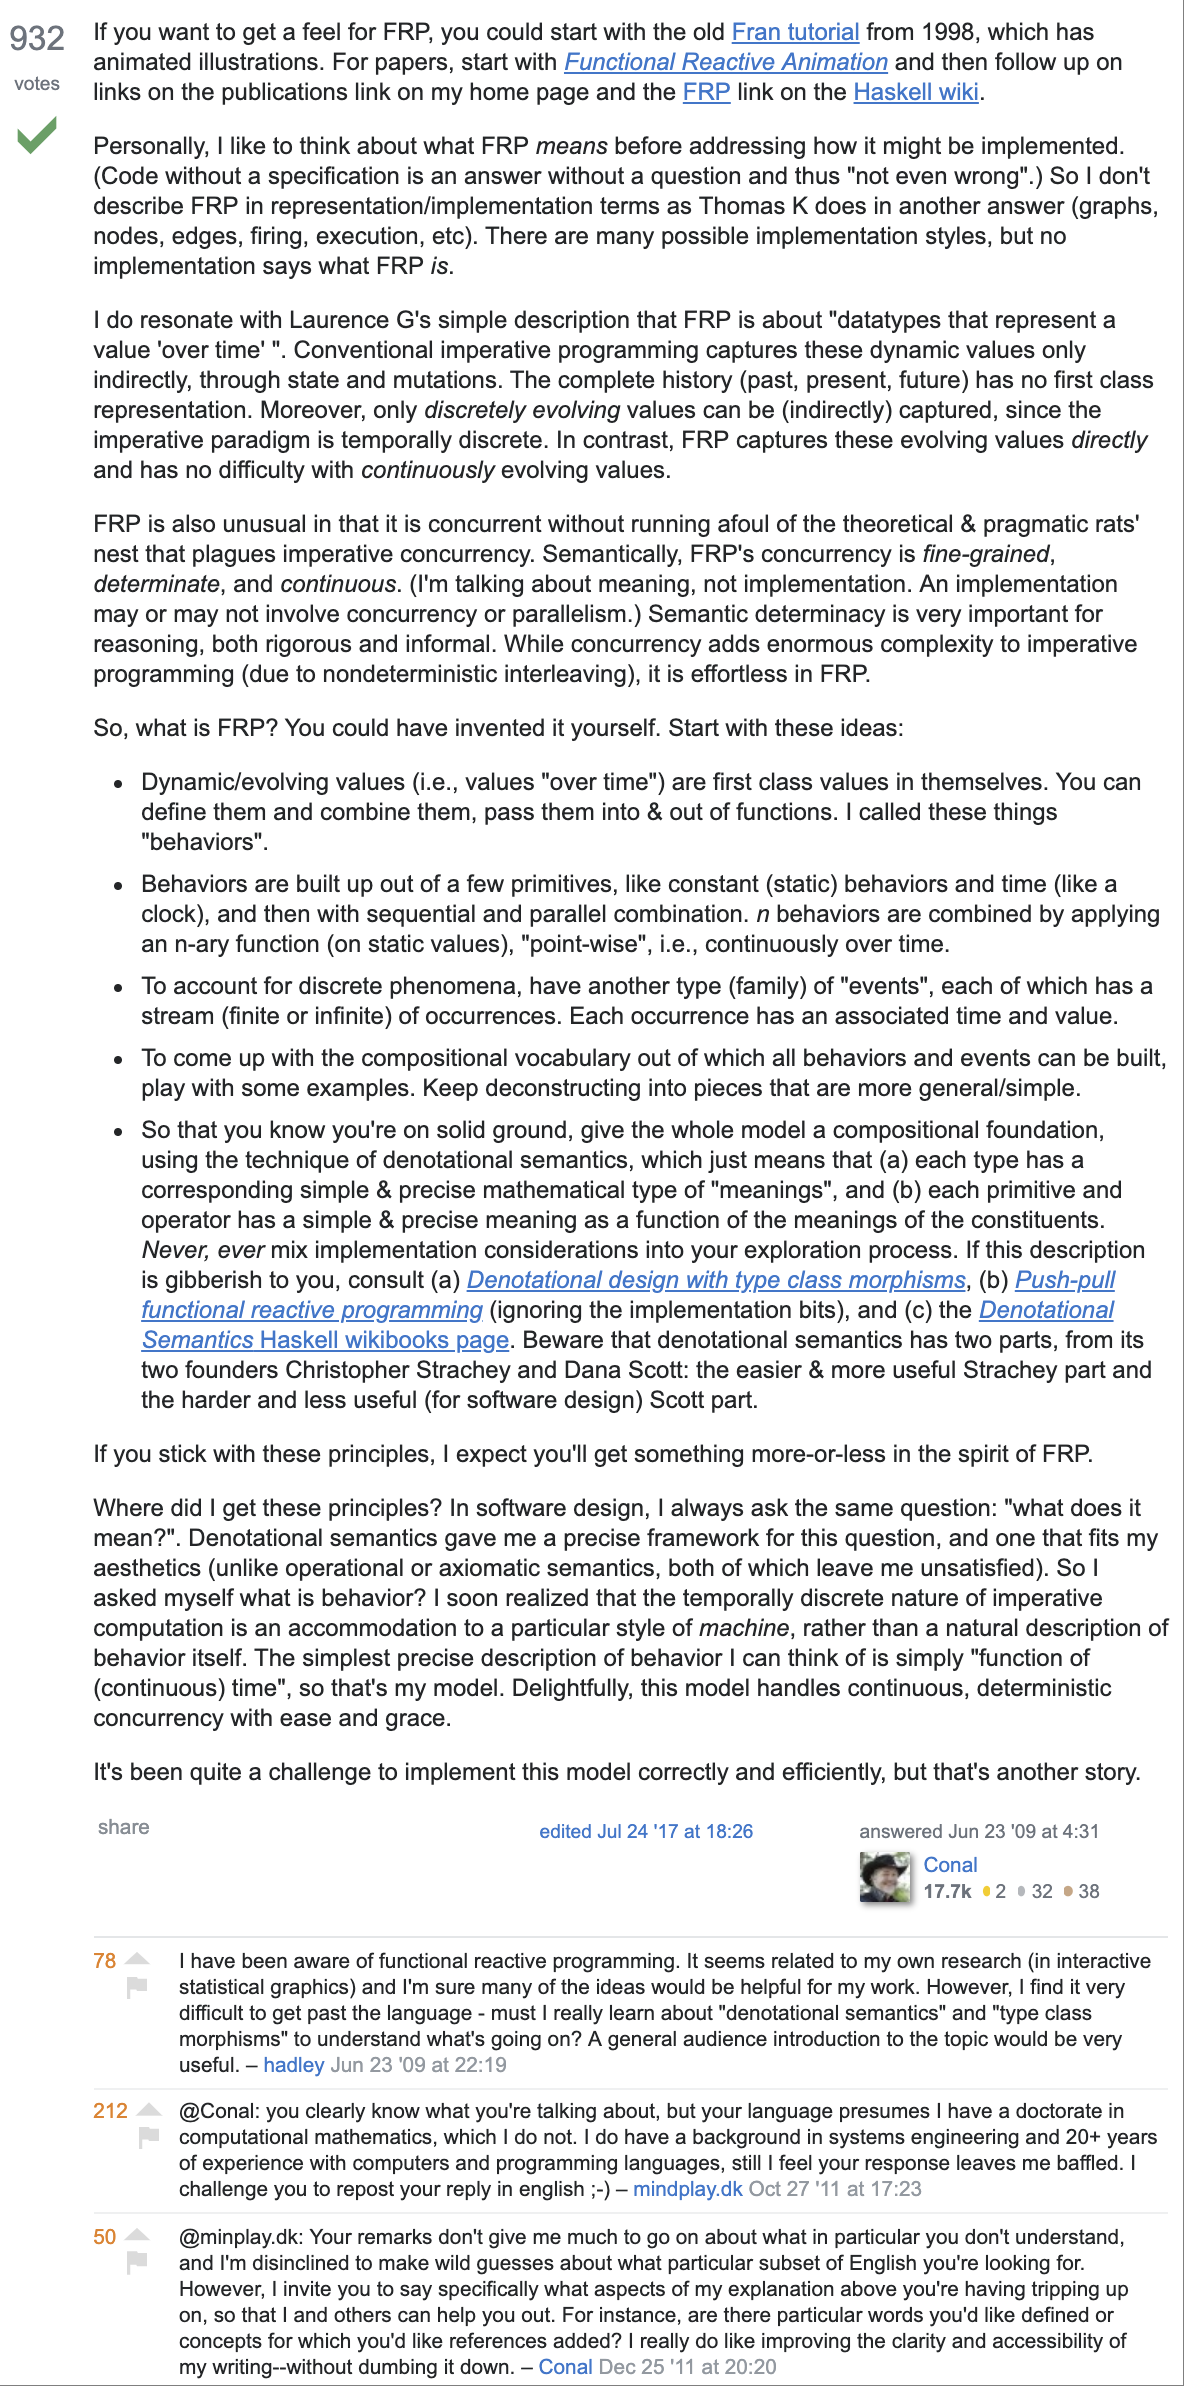 932
votes
If you want to get a feel for FRP, you could start with the old Fran tutorial from 1998, which has
animated illustrations. For papers, start with Functional Reactive Animation and then follow up on
links on the publications link on my home page and the FRP link on the Haskell wiki.
Personally, I like to think about what FRP means before addressing how it might be implemented.
(Code without a specification is an answer without a question and thus "not even wrong".) So I don't
describe FRP in representation/implementation terms as Thomas K does in another answer (graphs,
nodes, edges, firing, execution, etc). There are many possible implementation styles, but no
implementation says what FRP is.
I do resonate with Laurence G's simple description that FRP is about "datatypes that represent a
value 'over time' ". Conventional imperative programming captures these dynamic values only
indirectly, through state and mutations. The complete history (past, present, future) has no first class
representation. Moreover, only discretely evolving values can be (indirectly) captured, since the
imperative paradigm is temporally discrete. In contrast, FRP captures these evolving values directly
and has no difficulty with continuously evolving values.
FRP is also unusual in that it is concurrent without running afoul of the theoretical & pragmatic rats'
nest that plagues imperative concurrency. Semantically, FRP's concurrency is fine-grained,
determinate, and continuous. (I'm talking about meaning, not implementation. An implementation
may or may not involve concurrency or parallelism.) Semantic determinacy is very important for
reasoning, both rigorous and informal. While concurrency adds enormous complexity to imperative
programming (due to nondeterministic interleaving), it is effortless in FRP.
So, what is FRP? You could have invented it yourself. Start with these ideas:
• Dynamic/evolving values (i.e., values "over time") are first class values in themselves. You can
define them and combine them, pass them into & out of functions. I called these things
"behaviors".
• Behaviors are built up out of a few primitives, like constant (static) behaviors and time (like a
clock), and then with sequential and parallel combination. n behaviors are combined by applying
an n-ary function (on static values), "point-wise", i.e., continuously over time.
• To account for discrete phenomena, have another type (family) of "events", each of which has a
stream (finite or infinite) of occurrences. Each occurrence has an associated time and value.
• To come up with the compositional vocabulary out of which all behaviors and events can be built,
play with some examples. Keep deconstructing into pieces that are more general/simple.
• So that you know you're on solid ground, give the whole model a compositional foundation,
using the technique of denotational semantics, which just means that (a) each type has a
corresponding simple & precise mathematical type of "meanings", and (b) each primitive and
operator has a simple & precise meaning as a function of the meanings of the constituents.
Never, ever mix implementation considerations into your exploration process. If this description
is gibberish to you, consult (a) Denotational design with type class morphisms, (b) Push-pull
functional reactive programming (ignoring the implementation bits), and (c) the Denotational
Semantics Haskell wikibooks page. Beware that denotational semantics has two parts, from its
two founders Christopher Strachey and Dana Scott: the easier & more useful Strachey part and
the harder and less useful (for software design) Scott part.
If you stick with these principles, I expect you'll get something more-or-less in the spirit of FRP.
Where did I get these principles? In software design, I always ask the same question: "what does it
mean?". Denotational semantics gave me a precise framework for this question, and one that fits my
aesthetics (unlike operational or axiomatic semantics, both of which leave me unsatisfied). So I
asked myself what is behavior? I soon realized that the temporally discrete nature of imperative
computation is an accommodation to a particular style of machine, rather than a natural description of
behavior itself. The simplest precise description of behavior I can think of is simply "function of
(continuous) time", so that's my model. Delightfully, this model handles continuous, deterministic
concurrency with ease and grace.
It's been quite a challenge to implement this model correctly and efficiently, but that's another story.
share edited Jul 24 '17 at 18:26 answered Jun 23 '09 at 4:31
Conal
17.7k 2 32 38
78 I have been aware of functional reactive programming. It seems related to my own research (in interactive
statistical graphics) and I'm sure many of the ideas would be helpful for my work. However, I find it very
difficult to get past the language - must I really learn about "denotational semantics" and "type class
morphisms" to understand what's going on? A general audience introduction to the topic would be very
useful. – hadley Jun 23 '09 at 22:19
212 @Conal: you clearly know what you're talking about, but your language presumes I have a doctorate in
computational mathematics, which I do not. I do have a background in systems engineering and 20+ years
of experience with computers and programming languages, still I feel your response leaves me baffled. I
challenge you to repost your reply in english ;-) – mindplay.dk Oct 27 '11 at 17:23
50 @minplay.dk: Your remarks don't give me much to go on about what in particular you don't understand,
and I'm disinclined to make wild guesses about what particular subset of English you're looking for.
However, I invite you to say specifically what aspects of my explanation above you're having tripping up
on, so that I and others can help you out. For instance, are there particular words you'd like defined or
concepts for which you'd like references added? I really do like improving the clarity and accessibility of
my writing--without dumbing it down. – Conal Dec 25 '11 at 20:20